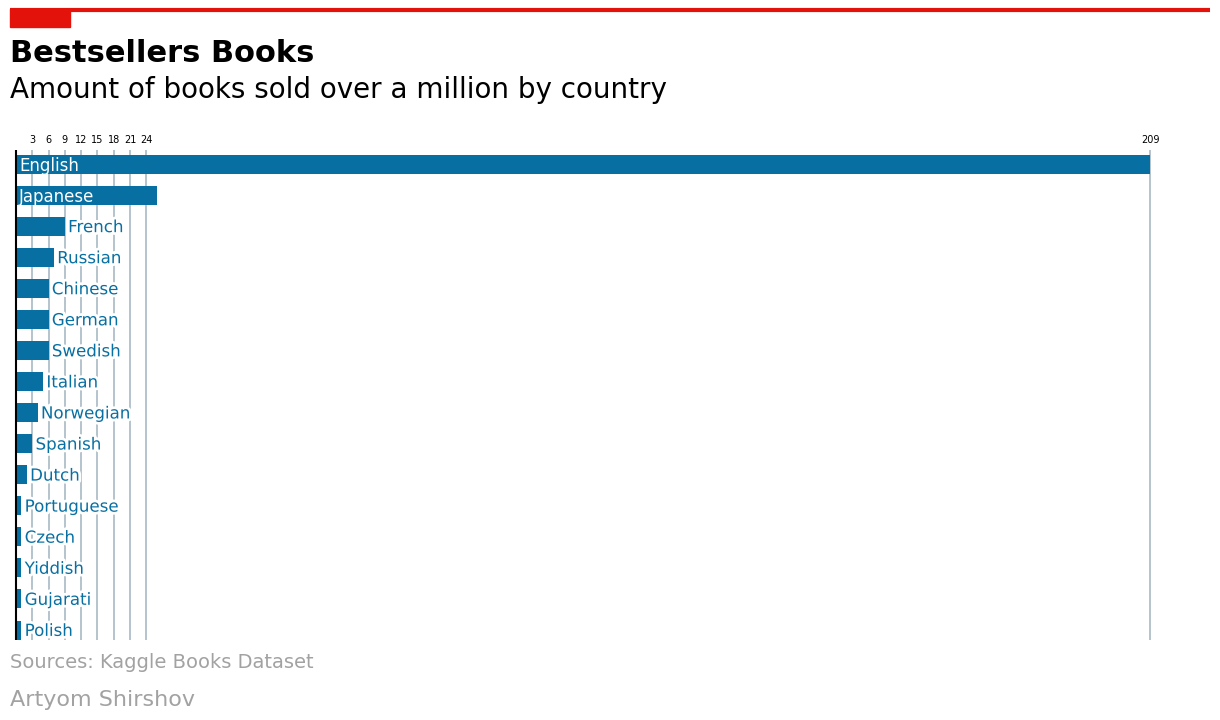 Bestsellers Books
Amount of books sold over a million by country
3 6 9 12 15 18 21 24 209
English
Japanese
French
Russian
Chinese
German
Swedish
Italian
Norwegian
Spanish
Dutch
Portuguese
Czech
Yiddish
Gujarati
Polish
Sources: Kaggle Books Dataset
Artyom Shirshov